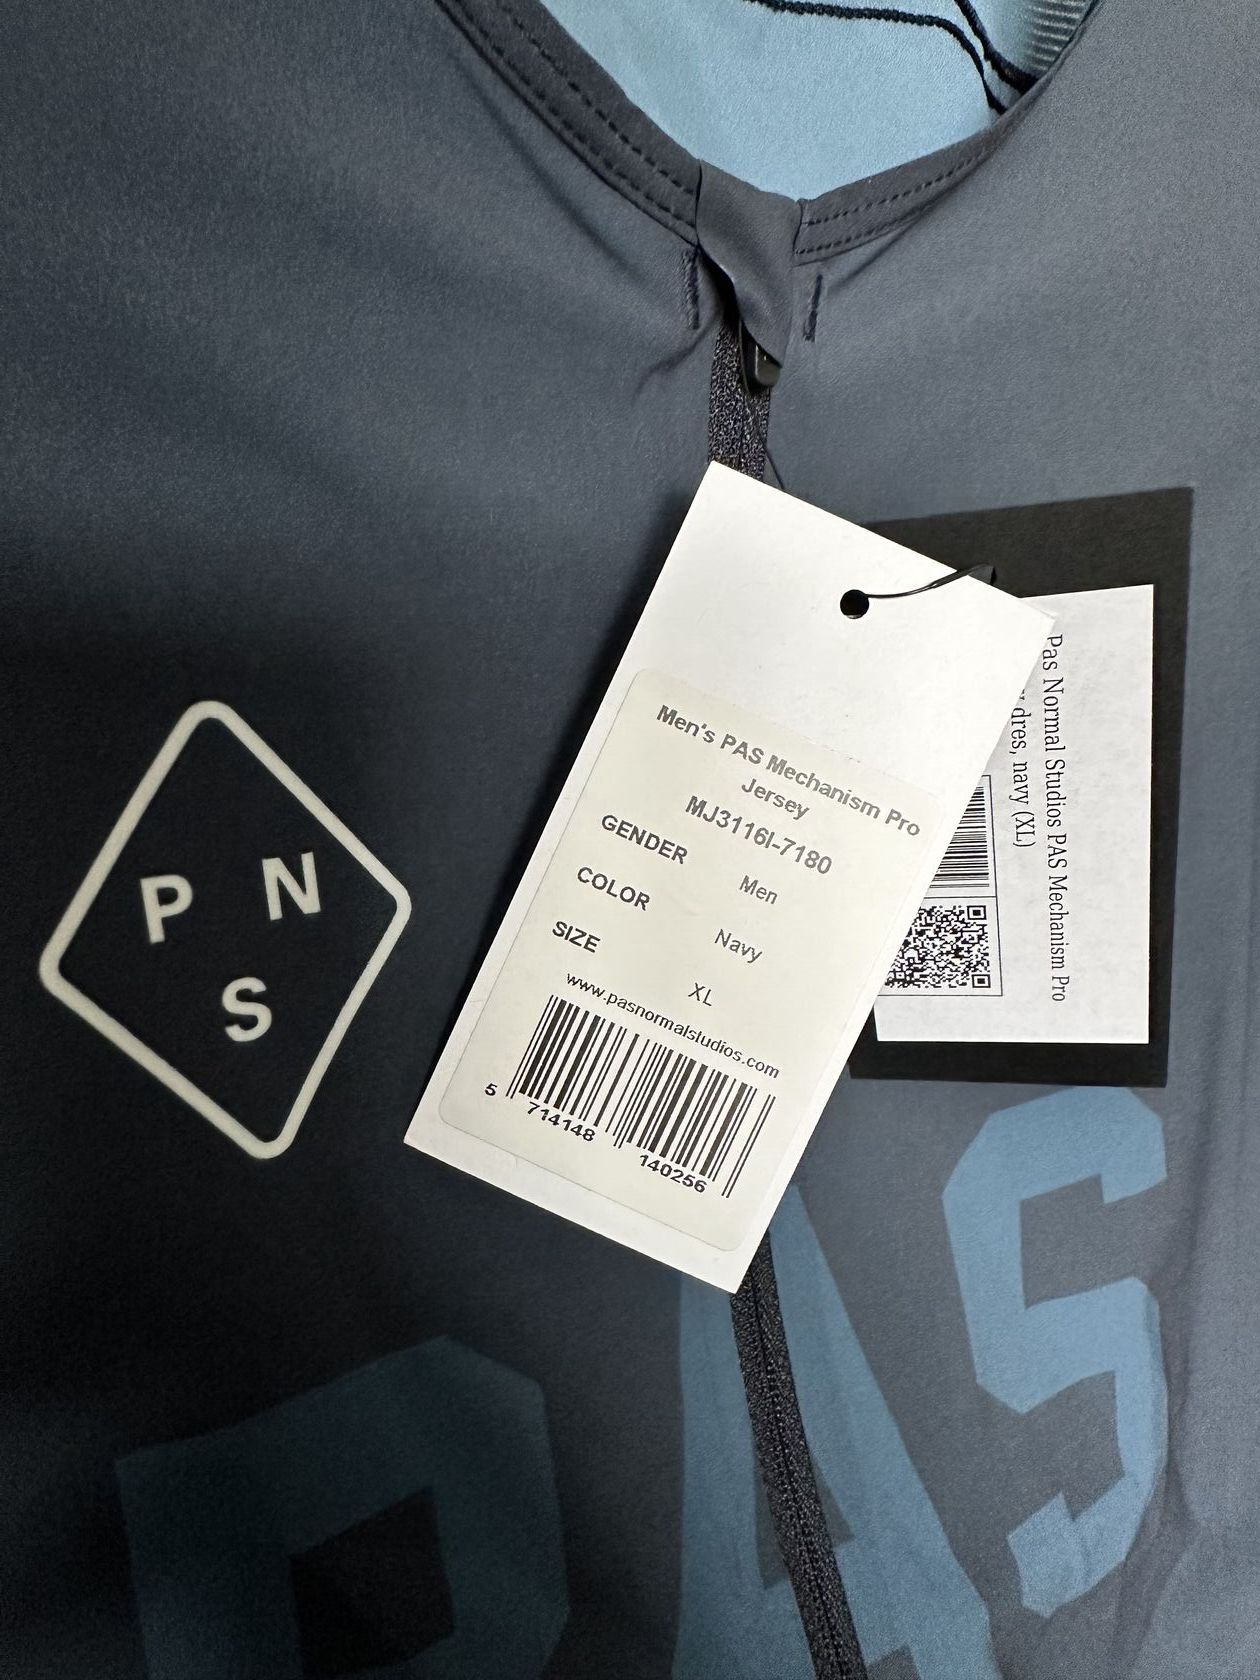 P N
S
Men's PAS Mechanism Pro
Jersey
MJ3116I-7180
GENDER Men
COLOR Navy
SIZE XL
www.pasnormalstudios.com
5 714148 140256
Pas Normal Studios PAS Mechanism Pro
dres, navy (XL)
PAS